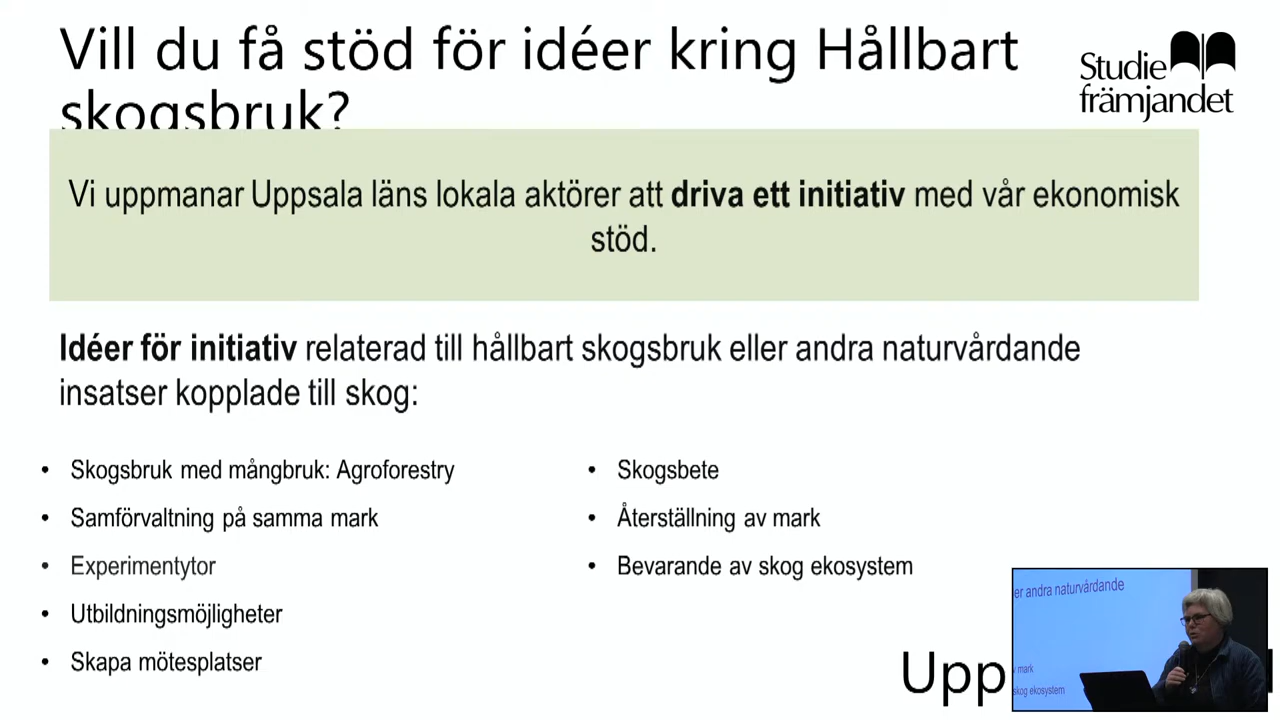 Vill du få stöd för idéer kring Hållbart
skogsbruk?
Studie
främjandet
Vi uppmanar Uppsala läns lokala aktörer att driva ett initiativ med vår ekonomisk
stöd.
Idéer för initiativ relaterad till hållbart skogsbruk eller andra naturvårdande
insatser kopplade till skog:
• Skogsbruk med mångbruk: Agroforestry
• Samförvaltning på samma mark
• Experimentytor
• Utbildningsmöjligheter
• Skapa mötesplatser
• Skogsbete
• Återställning av mark
• Bevarande av skog ekosystem
Upp
er andra naturvårdande
mark
skog ekosystem